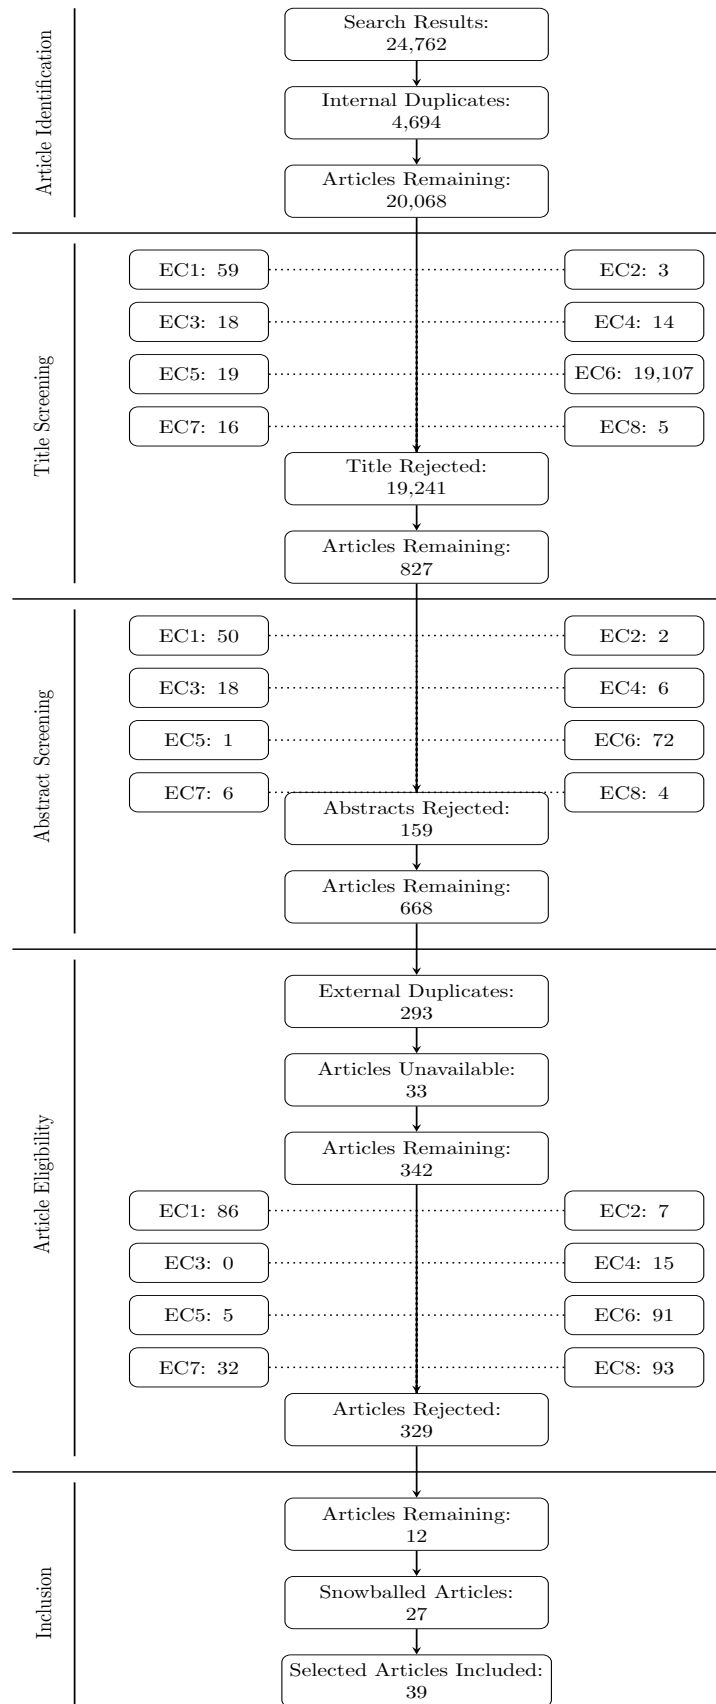 Article Identification
Search Results:
24,762
Internal Duplicates:
4,694
Articles Remaining:
20,068
Title Screening
EC1: 59
EC2: 3
EC3: 18
EC4: 14
EC5: 19
EC6: 19,107
EC7: 16
EC8: 5
Title Rejected:
19,241
Articles Remaining:
827
Abstract Screening
EC1: 50
EC2: 2
EC3: 18
EC4: 6
EC5: 1
EC6: 72
EC7: 6
EC8: 4
Abstracts Rejected:
159
Articles Remaining:
668
Article Eligibility
External Duplicates:
293
Articles Unavailable:
33
Articles Remaining:
342
EC1: 86
EC2: 7
EC3: 0
EC4: 15
EC5: 5
EC6: 91
EC7: 32
EC8: 93
Articles Rejected:
329
Inclusion
Articles Remaining:
12
Snowballed Articles:
27
Selected Articles Included:
39